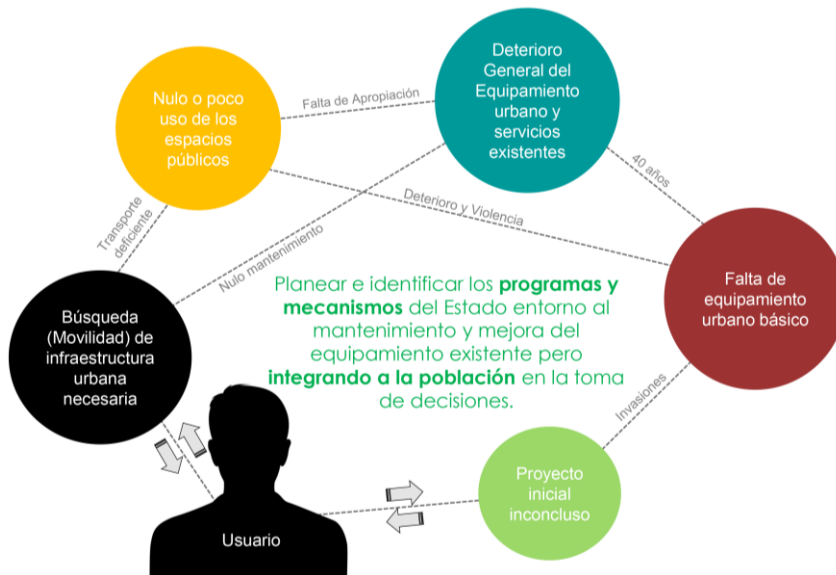 Deterioro
General del
Equipamiento
urbano y
servicios
existentes
Nulo o poco
uso de los
espacios
públicos
Falta de Apropiación
40 años
Deterioro y Violencia
Transporte
deficiente
Nulo mantenimiento
Falta de
equipamiento
urbano básico
Búsqueda
(Movilidad) de
infraestructura
urbana
necesaria
Planear e identificar los programas y
mecanismos del Estado entorno al
mantenimiento y mejora del
equipamiento existente pero
integrando a la población en la toma
de decisiones.
Invasiones
Proyecto
inicial
inconcluso
Usuario